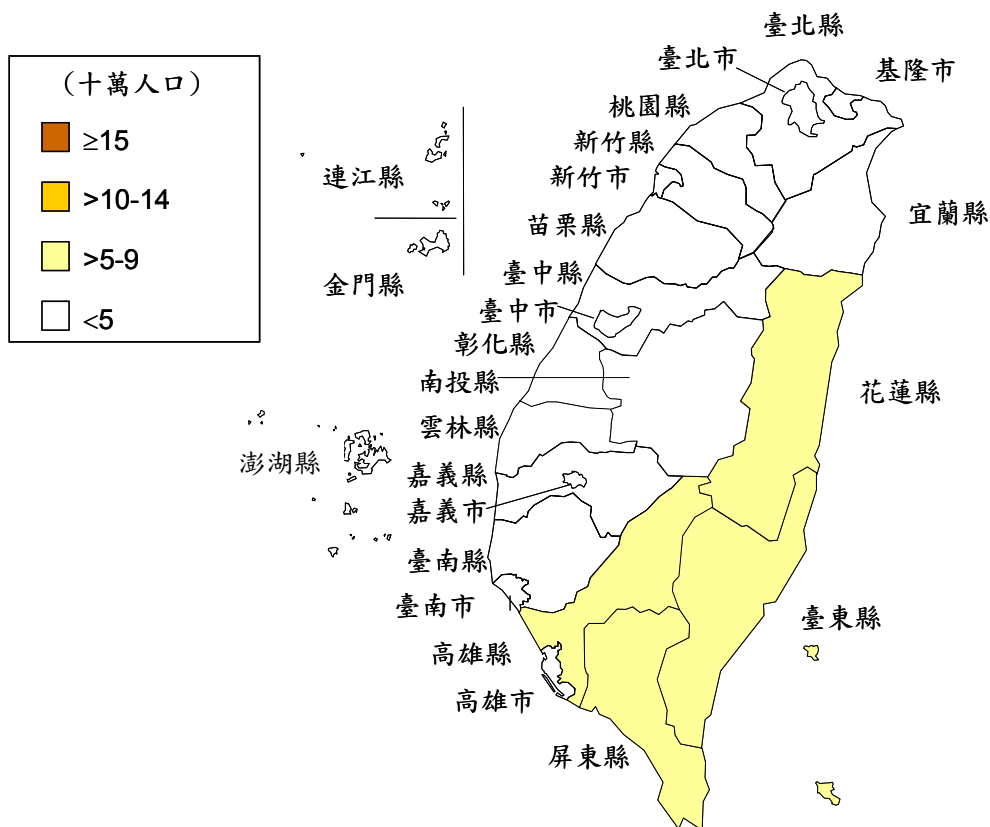 (十萬人口)
≥15
>10-14
>5-9
<5
臺北縣
臺北市
基隆市
桃園縣
新竹縣
新竹市
連江縣
苗栗縣
宜蘭縣
臺中縣
金門縣
臺中市
彰化縣
南投縣
花蓮縣
雲林縣
澎湖縣
嘉義縣
嘉義市
臺南縣
臺南市
臺東縣
高雄縣
高雄市
屏東縣